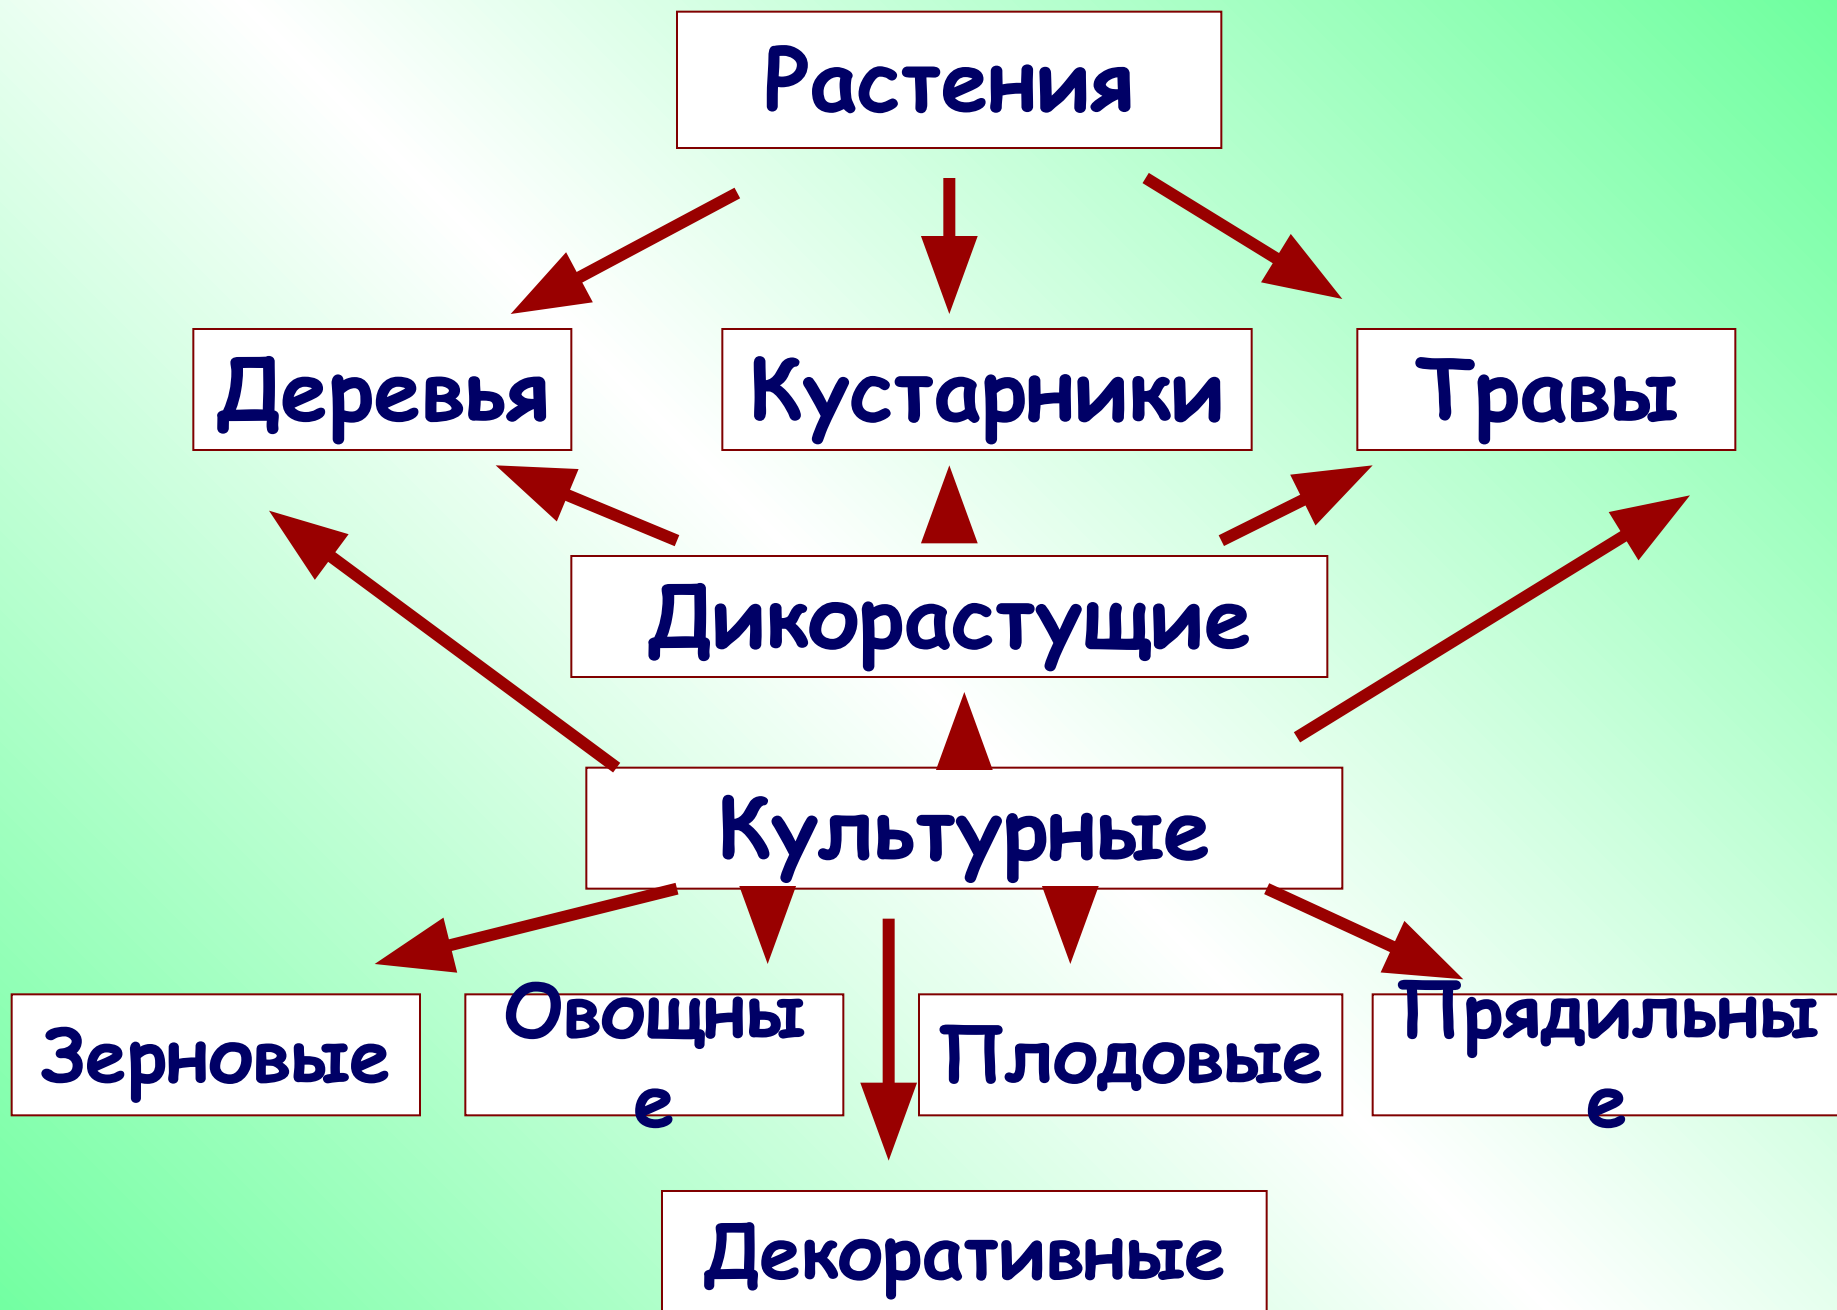 Растения
Деревья
Кустарники
Травы
Дикорастущие
Культурные
Зерновые
Овощны
е
Плодовые
Прядильны
е
Декоративные